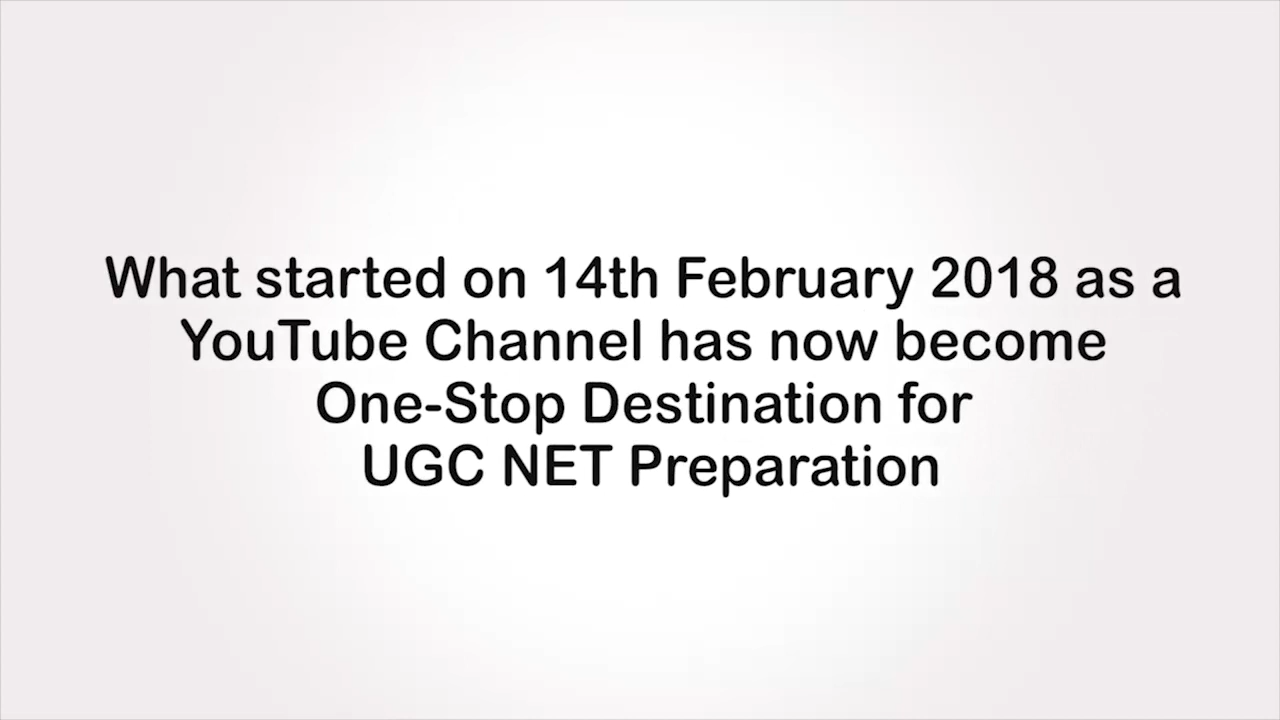 What started on 14th February 2018 as a
YouTube Channel has now become
One-Stop Destination for
UGC NET Preparation